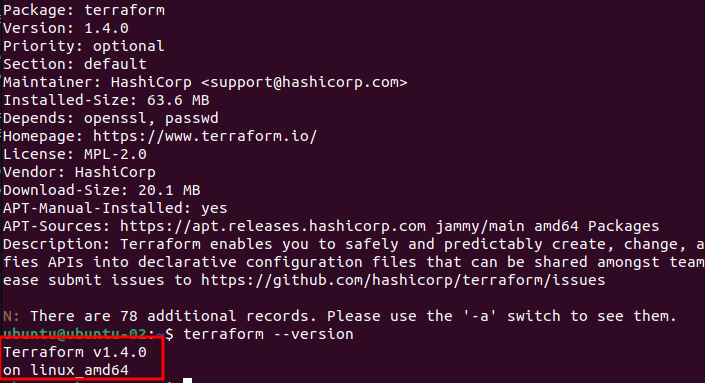 Package: terraform
Version: 1.4.0
Priority: optional
Section: default
Maintainer: HashiCorp <support@hashicorp.com>
Installed-Size: 63.6 MB
Depends: openssl, passwd
Homepage: https://www.terraform.io/
License: MPL-2.0
Vendor: HashiCorp
Download-Size: 20.1 MB
APT-Manual-Installed: yes
APT-Sources: https://apt.releases.hashicorp.com jammy/main amd64 Packages
Description: Terraform enables you to safely and predictably create, change, a
fies APIs into declarative configuration files that can be shared amongst team
ease submit issues to https://github.com/hashicorp/terraform/issues
N: There are 78 additional records. Please use the '-a' switch to see them.
ubuntu@ubuntu-02:~$ terraform --version
Terraform v1.4.0
on linux_amd64